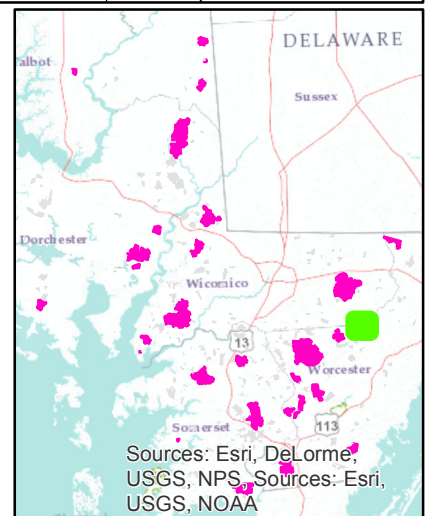 DELAWARE
albot
Sussex
Dorchester
Wicomico
13
Worcester
Somerset
113
Sources: Esri, DeLorme,
USGS, NPS, Sources: Esri,
USGS, NOAA